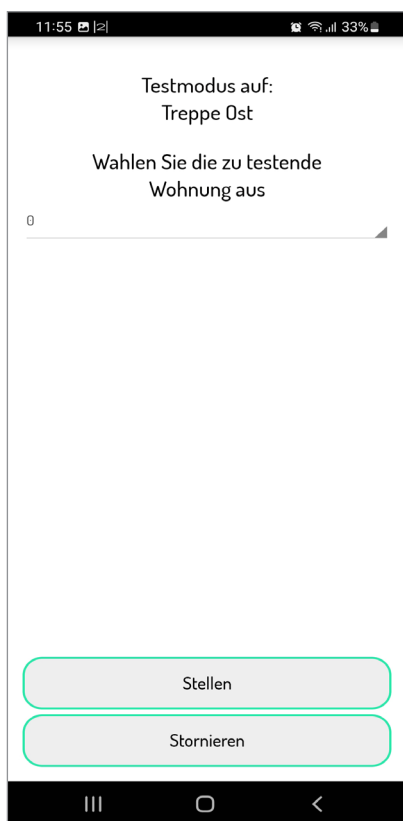 11:55 33%
Testmodus auf:
Treppe Ost
Wahlen Sie die zu testende
Wohnung aus
0
Stellen
Stornieren